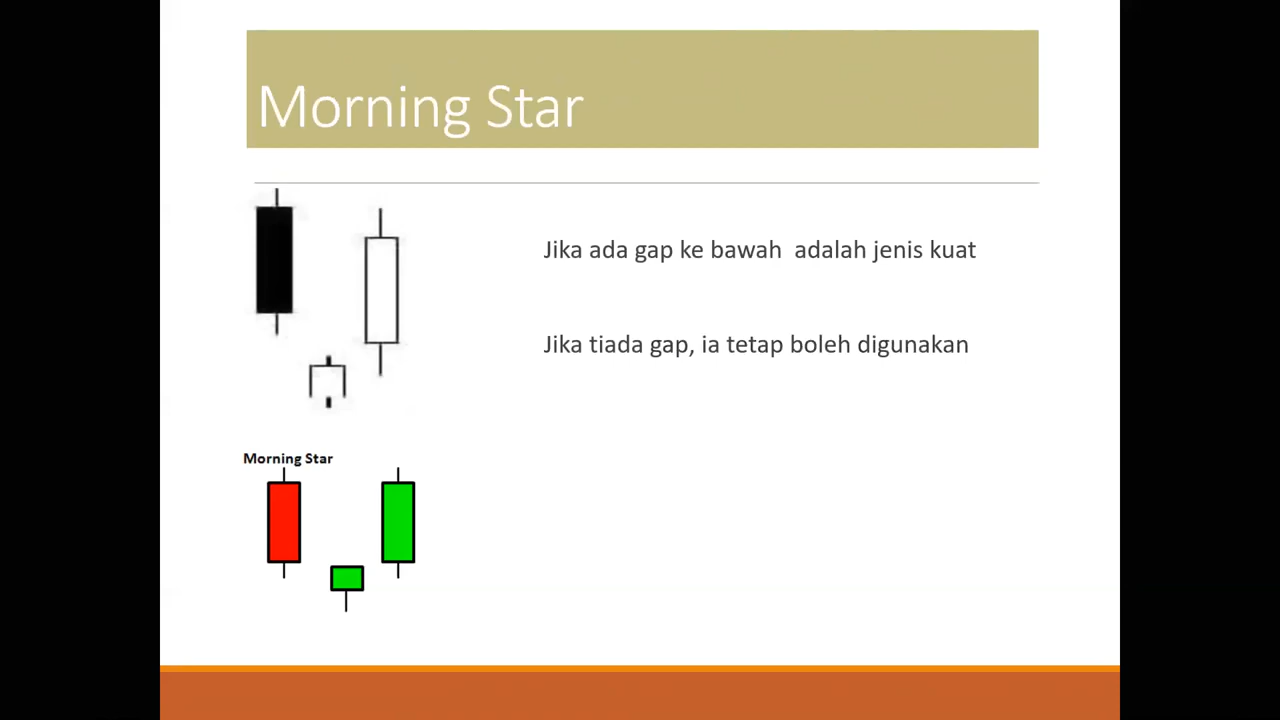 Morning Star
Jika ada gap ke bawah  adalah jenis kuat
Jika tiada gap, ia tetap boleh digunakan
Morning Star